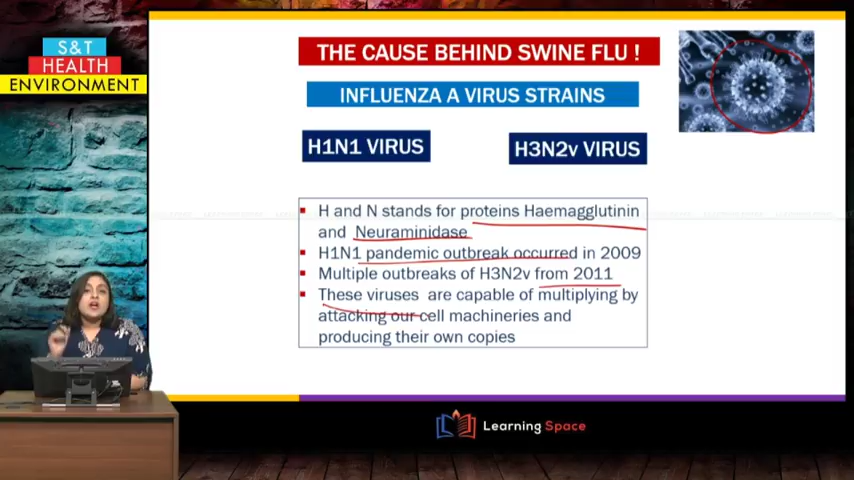 S&T
HEALTH
ENVIRONMENT
THE CAUSE BEHIND SWINE FLU !
INFLUENZA A VIRUS STRAINS
H1N1 VIRUS
H3N2v VIRUS
H and N stands for proteins Haemagglutinin
and Neuraminidase
H1N1 pandemic outbreak occurred in 2009
Multiple outbreaks of H3N2v from 2011
These viruses are capable of multiplying by
attacking our cell machineries and
producing their own copies
Learning Space